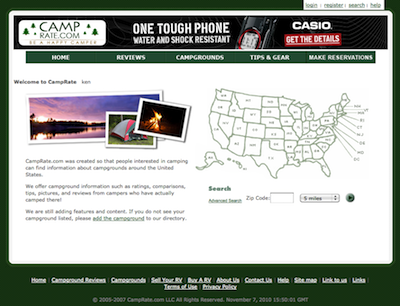 login | register | search | help
CAMP
RATE.COM
BE A HAPPY CAMPER
ONE TOUGH PHONE
WATER AND SHOCK RESISTANT
CASIO.
GET THE DETAILS
HOME REVIEWS CAMPGROUNDS TIPS & GEAR MAKE RESERVATIONS
Welcome to CampRate ken
CampRate.com was created so that people interested in camping
can find information about campgrounds around the United
States.
We offer campground information such as ratings, comparisons,
tips, pictures, and reviews from campers who have actually
camped there!
We are still adding features and content. If you do not see your
campground listed, please add the campground to our directory.
Search
Advanced Search Zip Code: 5 miles
Home | Campground Reviews | Campgrounds | Sell Your RV | Buy A RV | About Us | Contact Us | Help | Site map | Link to us | Links |
Terms of Use | Privacy Policy
© 2005-2007 CampRate.com LLC All Rights Reserved. November 7, 2010 15:50:01 GMT